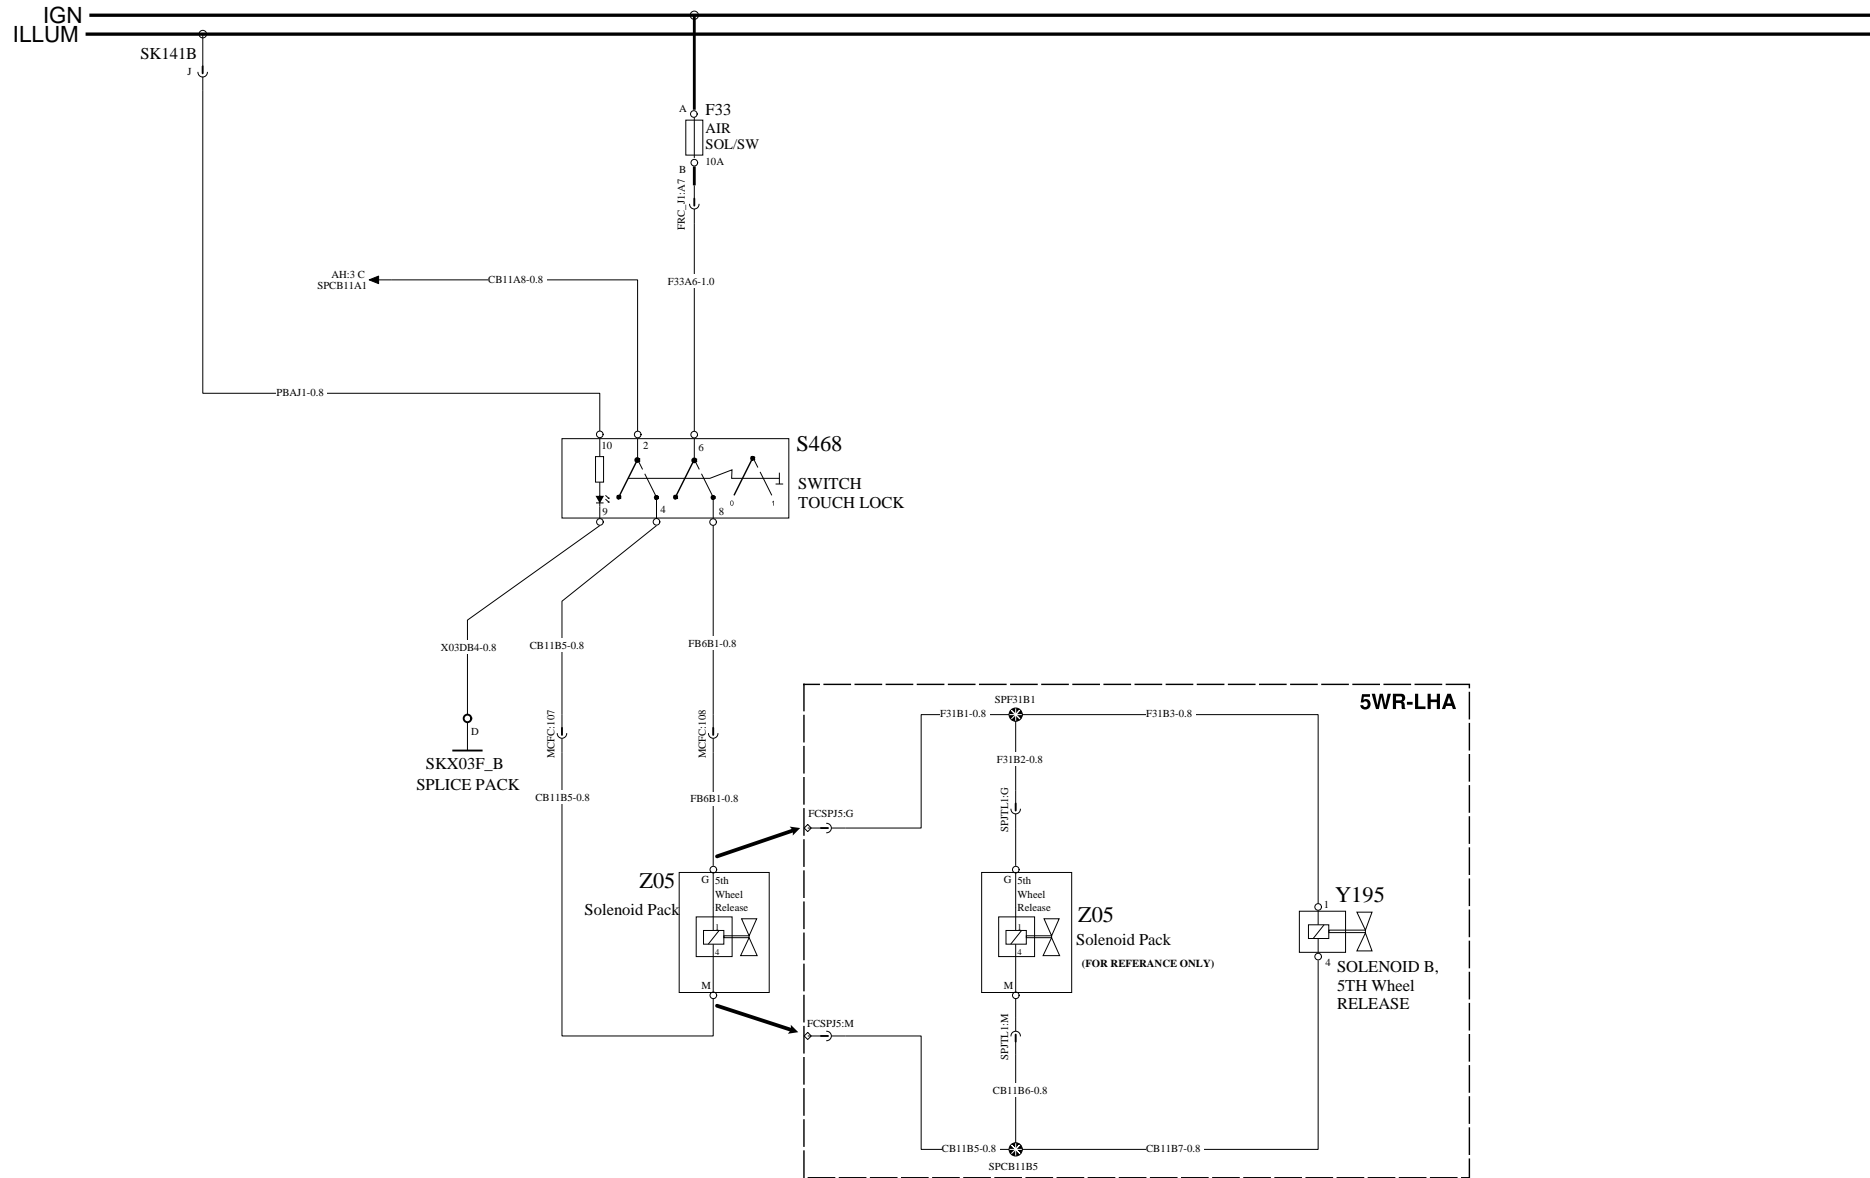 IGN
ILLUM
SK141B
J
A
F33
AIR
SOL/SW
10A
B
FRC_J1:A7
AH:3 C
SPCB11A1
CB11A8-0.8
F33A6-1.0
PBAJ1-0.8
10
2
6
S468
SWITCH
TOUCH LOCK
0
1
9
4
8
X03DB4-0.8
CB11B5-0.8
FB6B1-0.8
MCFC:107
MCFC:108
D
SKX03F_B
SPLICE PACK
CB11B5-0.8
FB6B1-0.8
5WR-LHA
SPF31B1
F31B1-0.8
F31B3-0.8
F31B2-0.8
SPJTL1:G
FCSPJ5:G
Z05
Solenoid Pack
G
5th
Wheel
Release
1
4
M
G
5th
Wheel
Release
1
4
M
Z05
Solenoid Pack
(FOR REFERANCE ONLY)
Y195
1
4
SOLENOID B,
5TH Wheel
RELEASE
FCSPJ5:M
SPJTL1:M
CB11B6-0.8
CB11B5-0.8
CB11B7-0.8
SPCB11B5